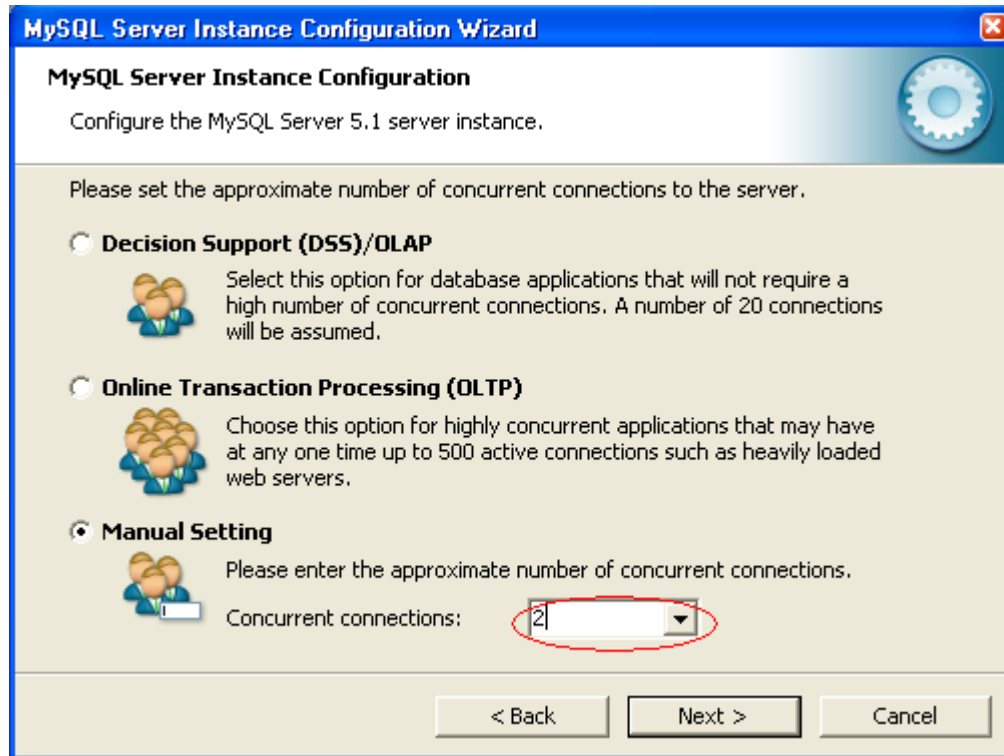 MySQL Server Instance Configuration Wizard
MySQL Server Instance Configuration
Configure the MySQL Server 5.1 server instance.
Please set the approximate number of concurrent connections to the server.
Decision Support (DSS)/OLAP
Select this option for database applications that will not require a
high number of concurrent connections. A number of 20 connections
will be assumed.
Online Transaction Processing (OLTP)
Choose this option for highly concurrent applications that may have
at any one time up to 500 active connections such as heavily loaded
web servers.
Manual Setting
Please enter the approximate number of concurrent connections.
Concurrent connections: 2
< Back Next > Cancel